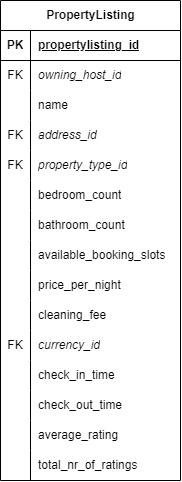 PropertyListing
PK propertylisting_id
FK owning_host_id
name
FK address_id
FK property_type_id
bedroom_count
bathroom_count
available_booking_slots
price_per_night
cleaning_fee
FK currency_id
check_in_time
check_out_time
average_rating
total_nr_of_ratings